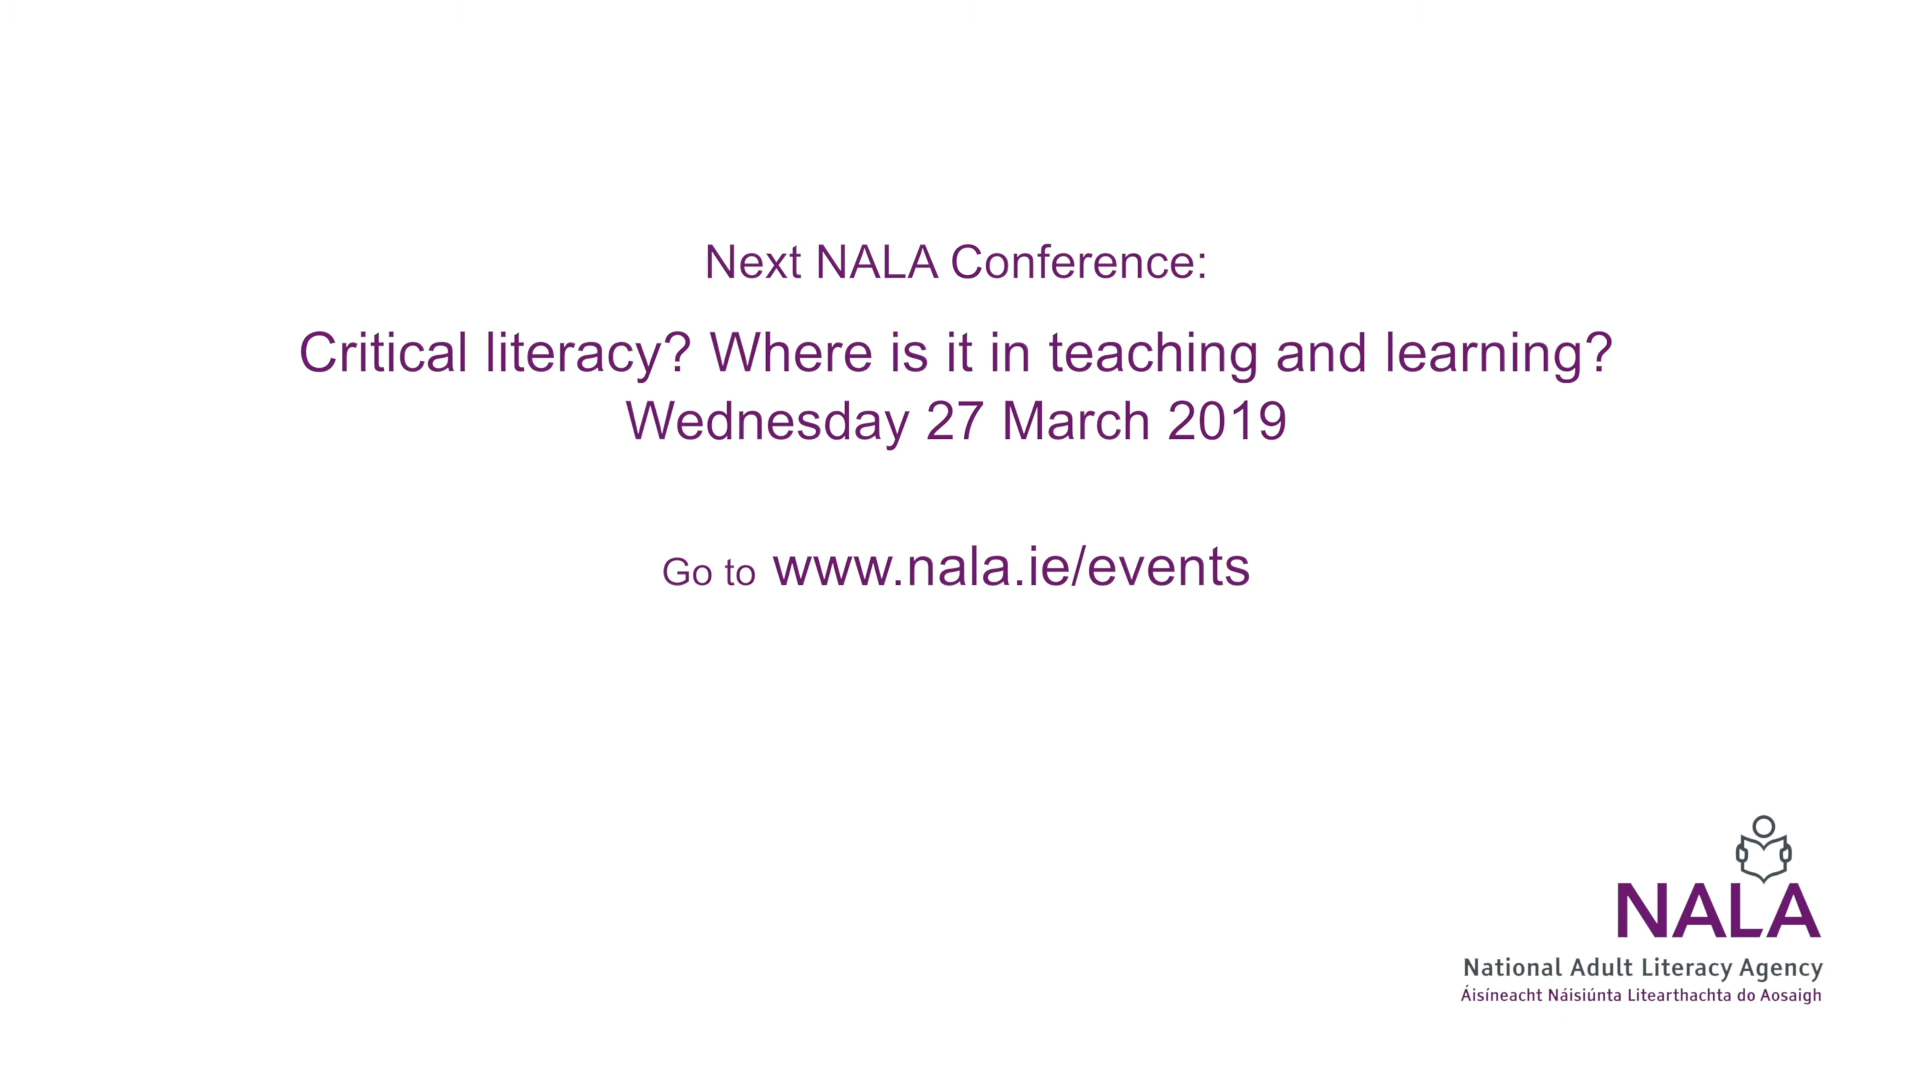 Next NALA Conference:
Critical literacy? Where is it in teaching and learning?
Wednesday 27 March 2019
Go to www.nala.ie/events
NALA
National Adult Literacy Agency
Áisíneacht Náisiúnta Litearthachta do Aosaigh